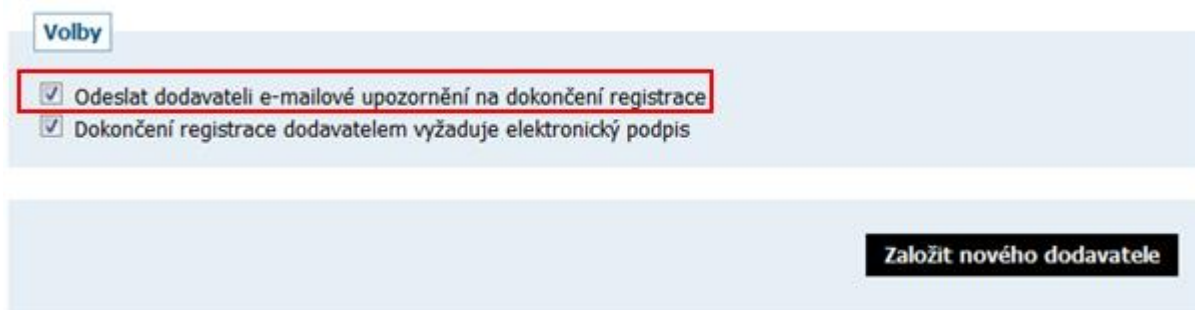 Volby
Odeslat dodavateli e-mailové upozornění na dokončení registrace
Dokončení registrace dodavatelem vyžaduje elektronický podpis
Založit nového dodavatele